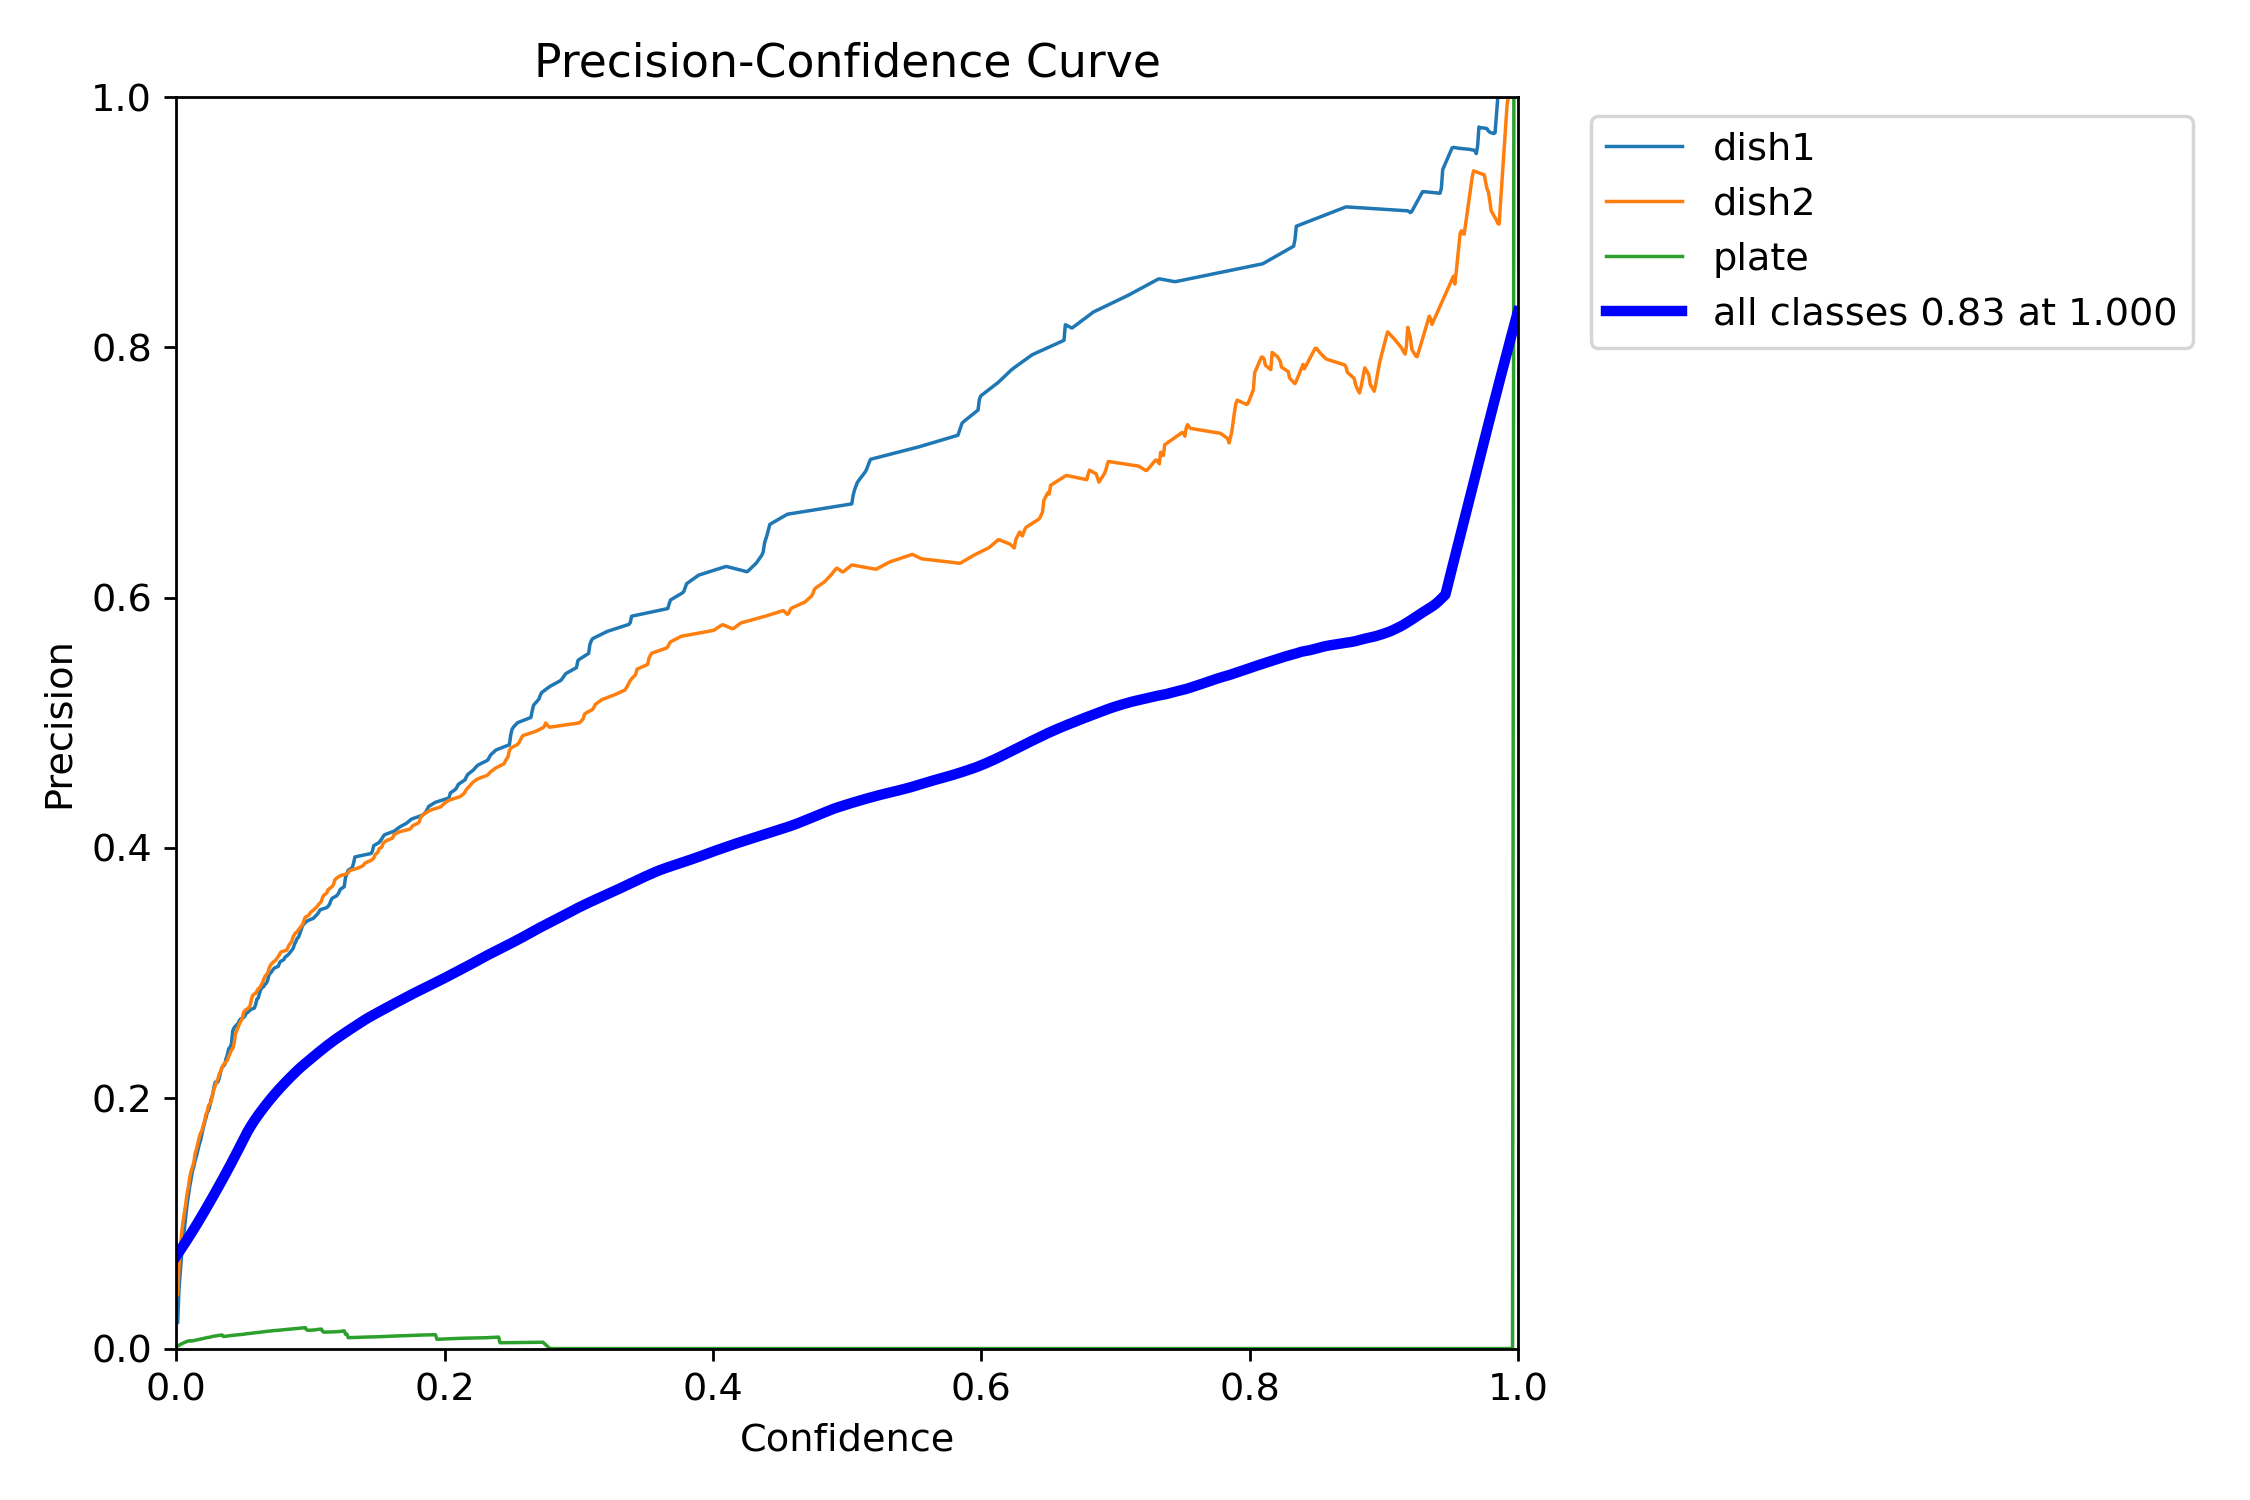 Precision-Confidence Curve
1.0
0.8
0.6
0.4
0.2
0.0
Precision
0.0 0.2 0.4 0.6 0.8 1.0
Confidence
dish1
dish2
plate
all classes 0.83 at 1.000